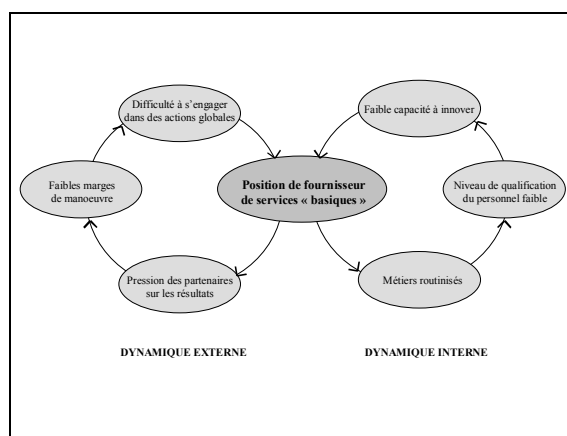 Difficulté à s’engager
dans des actions globales
Faible capacité à innover
Faibles marges
de manoeuvre
Position de fournisseur
de services « basiques »
Niveau de qualification
du personnel faible
Pression des partenaires
sur les résultats
Métiers routinisés
DYNAMIQUE EXTERNE
DYNAMIQUE INTERNE